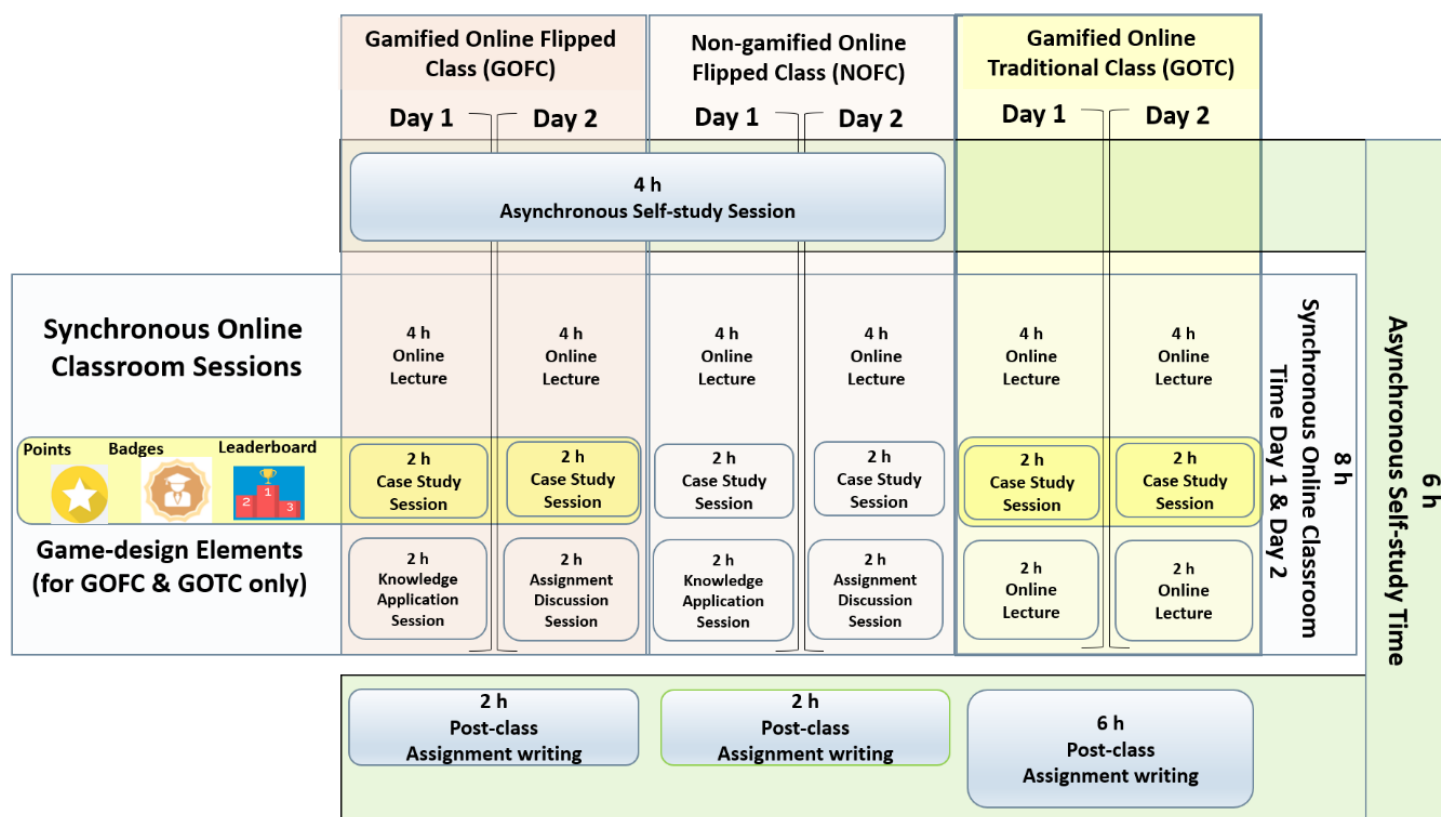 Gamified Online Flipped
Class (GOFC)
Non-gamified Online
Flipped Class (NOFC)
Gamified Online
Traditional Class (GOTC)
Day 1
Day 2
Day 1
Day 2
Day 1
Day 2
4 h
Asynchronous Self-study Session
Synchronous Online
Classroom Sessions
4 h
Online
Lecture
4 h
Online
Lecture
4 h
Online
Lecture
4 h
Online
Lecture
4 h
Online
Lecture
4 h
Online
Lecture
Points
Badges
Leaderboard
2
1
3
2 h
Case Study
Session
2 h
Case Study
Session
2 h
Case Study
Session
2 h
Case Study
Session
2 h
Case Study
Session
2 h
Case Study
Session
Game-design Elements
(for GOFC & GOTC only)
2 h
Knowledge
Application
Session
2 h
Assignment
Discussion
Session
2 h
Knowledge
Application
Session
2 h
Assignment
Discussion
Session
2 h
Online
Lecture
2 h
Online
Lecture
8 h
Synchronous Online Classroom
Time Day 1 & Day 2
6 h
Asynchronous Self-study Time
2 h
Post-class
Assignment writing
2 h
Post-class
Assignment writing
6 h
Post-class
Assignment writing